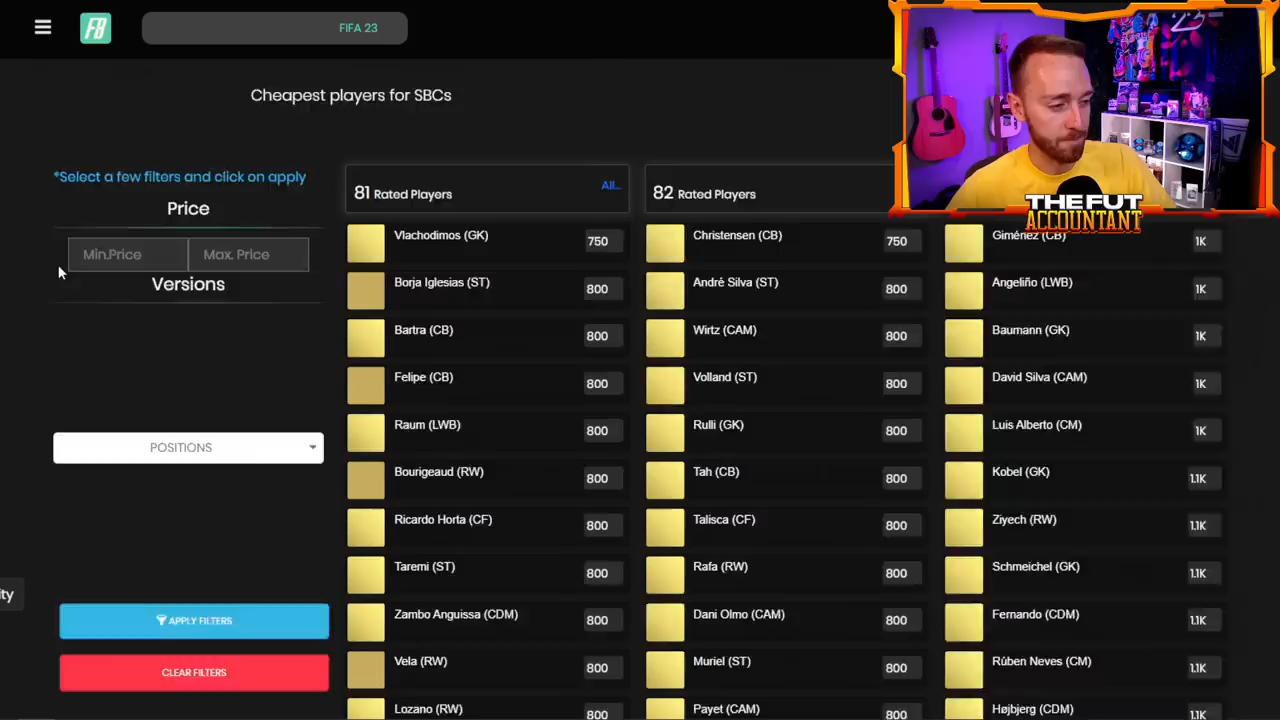 FB
FIFA 23
Cheapest players for SBCs
*Select a few filters and click on apply
Price
Min.Price
Max. Price
Versions
POSITIONS
ity
APPLY FILTERS
CLEAR FILTERS
81 Rated Players
All...
Vlachodimos (GK) 750
Borja Iglesias (ST) 800
Bartra (CB) 800
Felipe (CB) 800
Raum (LWB) 800
Bourigeaud (RW) 800
Ricardo Horta (CF) 800
Taremi (ST) 800
Zambo Anguissa (CDM) 800
Vela (RW) 800
Lozano (RW) 800
82 Rated Players
Christensen (CB) 750
André Silva (ST) 800
Wirtz (CAM) 800
Volland (ST) 800
Rulli (GK) 800
Tah (CB) 800
Talisca (CF) 800
Rafa (RW) 800
Dani Olmo (CAM) 800
Muriel (ST) 800
Payet (CAM) 800
Giménez (CB) 1K
Angeliño (LWB) 1K
Baumann (GK) 1K
David Silva (CAM) 1K
Luis Alberto (CM) 1K
Kobel (GK) 1.1K
Ziyech (RW) 1.1K
Schmeichel (GK) 1.1K
Fernando (CDM) 1.1K
Rúben Neves (CM) 1.1K
Højbjerg (CDM) 1.1K
THE FUT
ACCOUNTANT